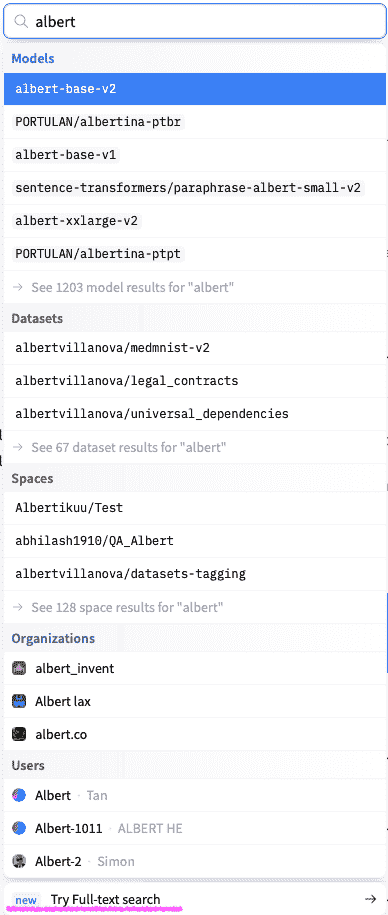 albert
Models
albert-base-v2
PORTULAN/albertina-ptbr
albert-base-v1
sentence-transformers/paraphrase-albert-small-v2
albert-xxlarge-v2
PORTULAN/albertina-ptpt
→ See 1203 model results for "albert"
Datasets
albertvillanova/medmnist-v2
albertvillanova/legal_contracts
albertvillanova/universal_dependencies
→ See 67 dataset results for "albert"
Spaces
Albertikuu/Test
abhilash1910/QA_Albert
albertvillanova/datasets-tagging
→ See 128 space results for "albert"
Organizations
albert_invent
Albert lax
albert.co
Users
Albert · Tan
Albert-1011 · ALBERT HE
Albert-2 · Simon
new Try Full-text search →